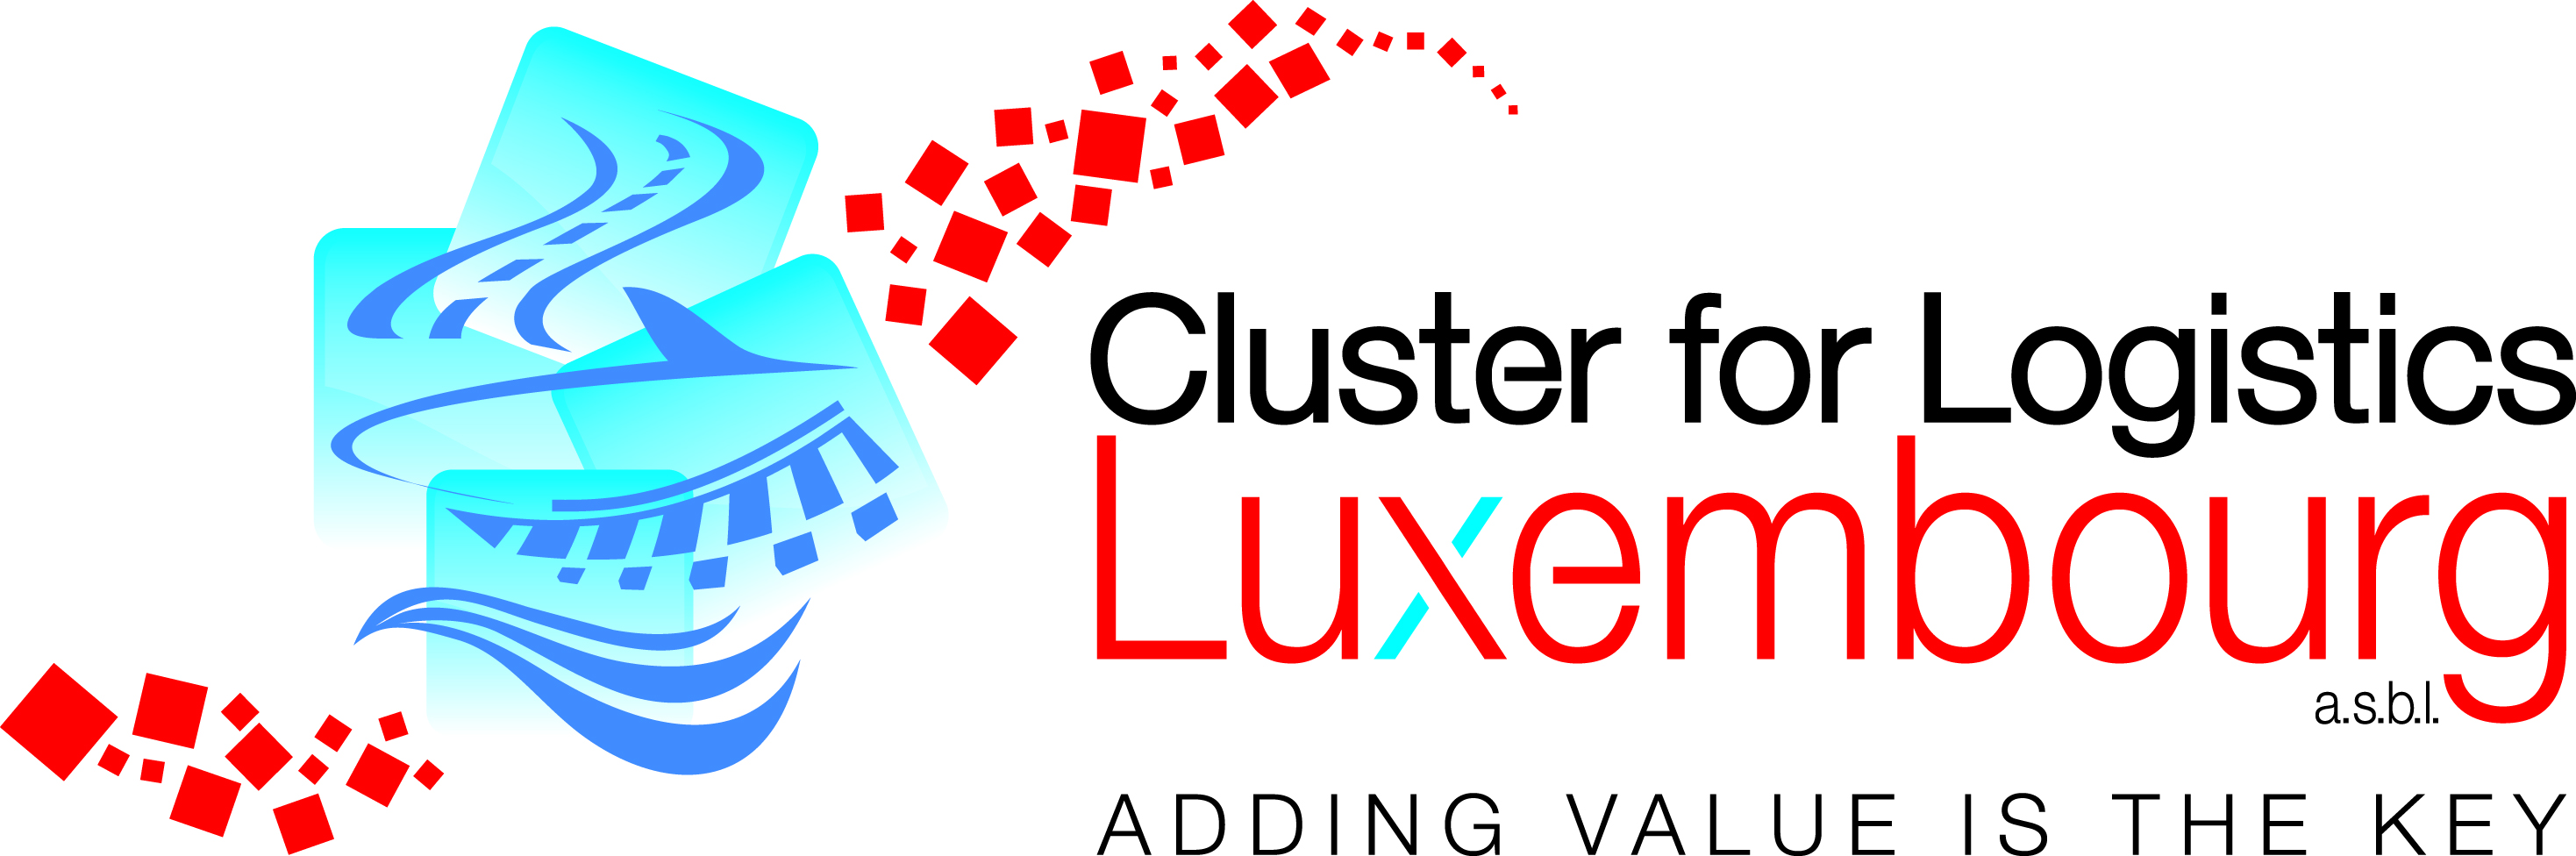 Cluster for Logistics
Luxembourg
a.s.b.l.
ADDING VALUE IS THE KEY